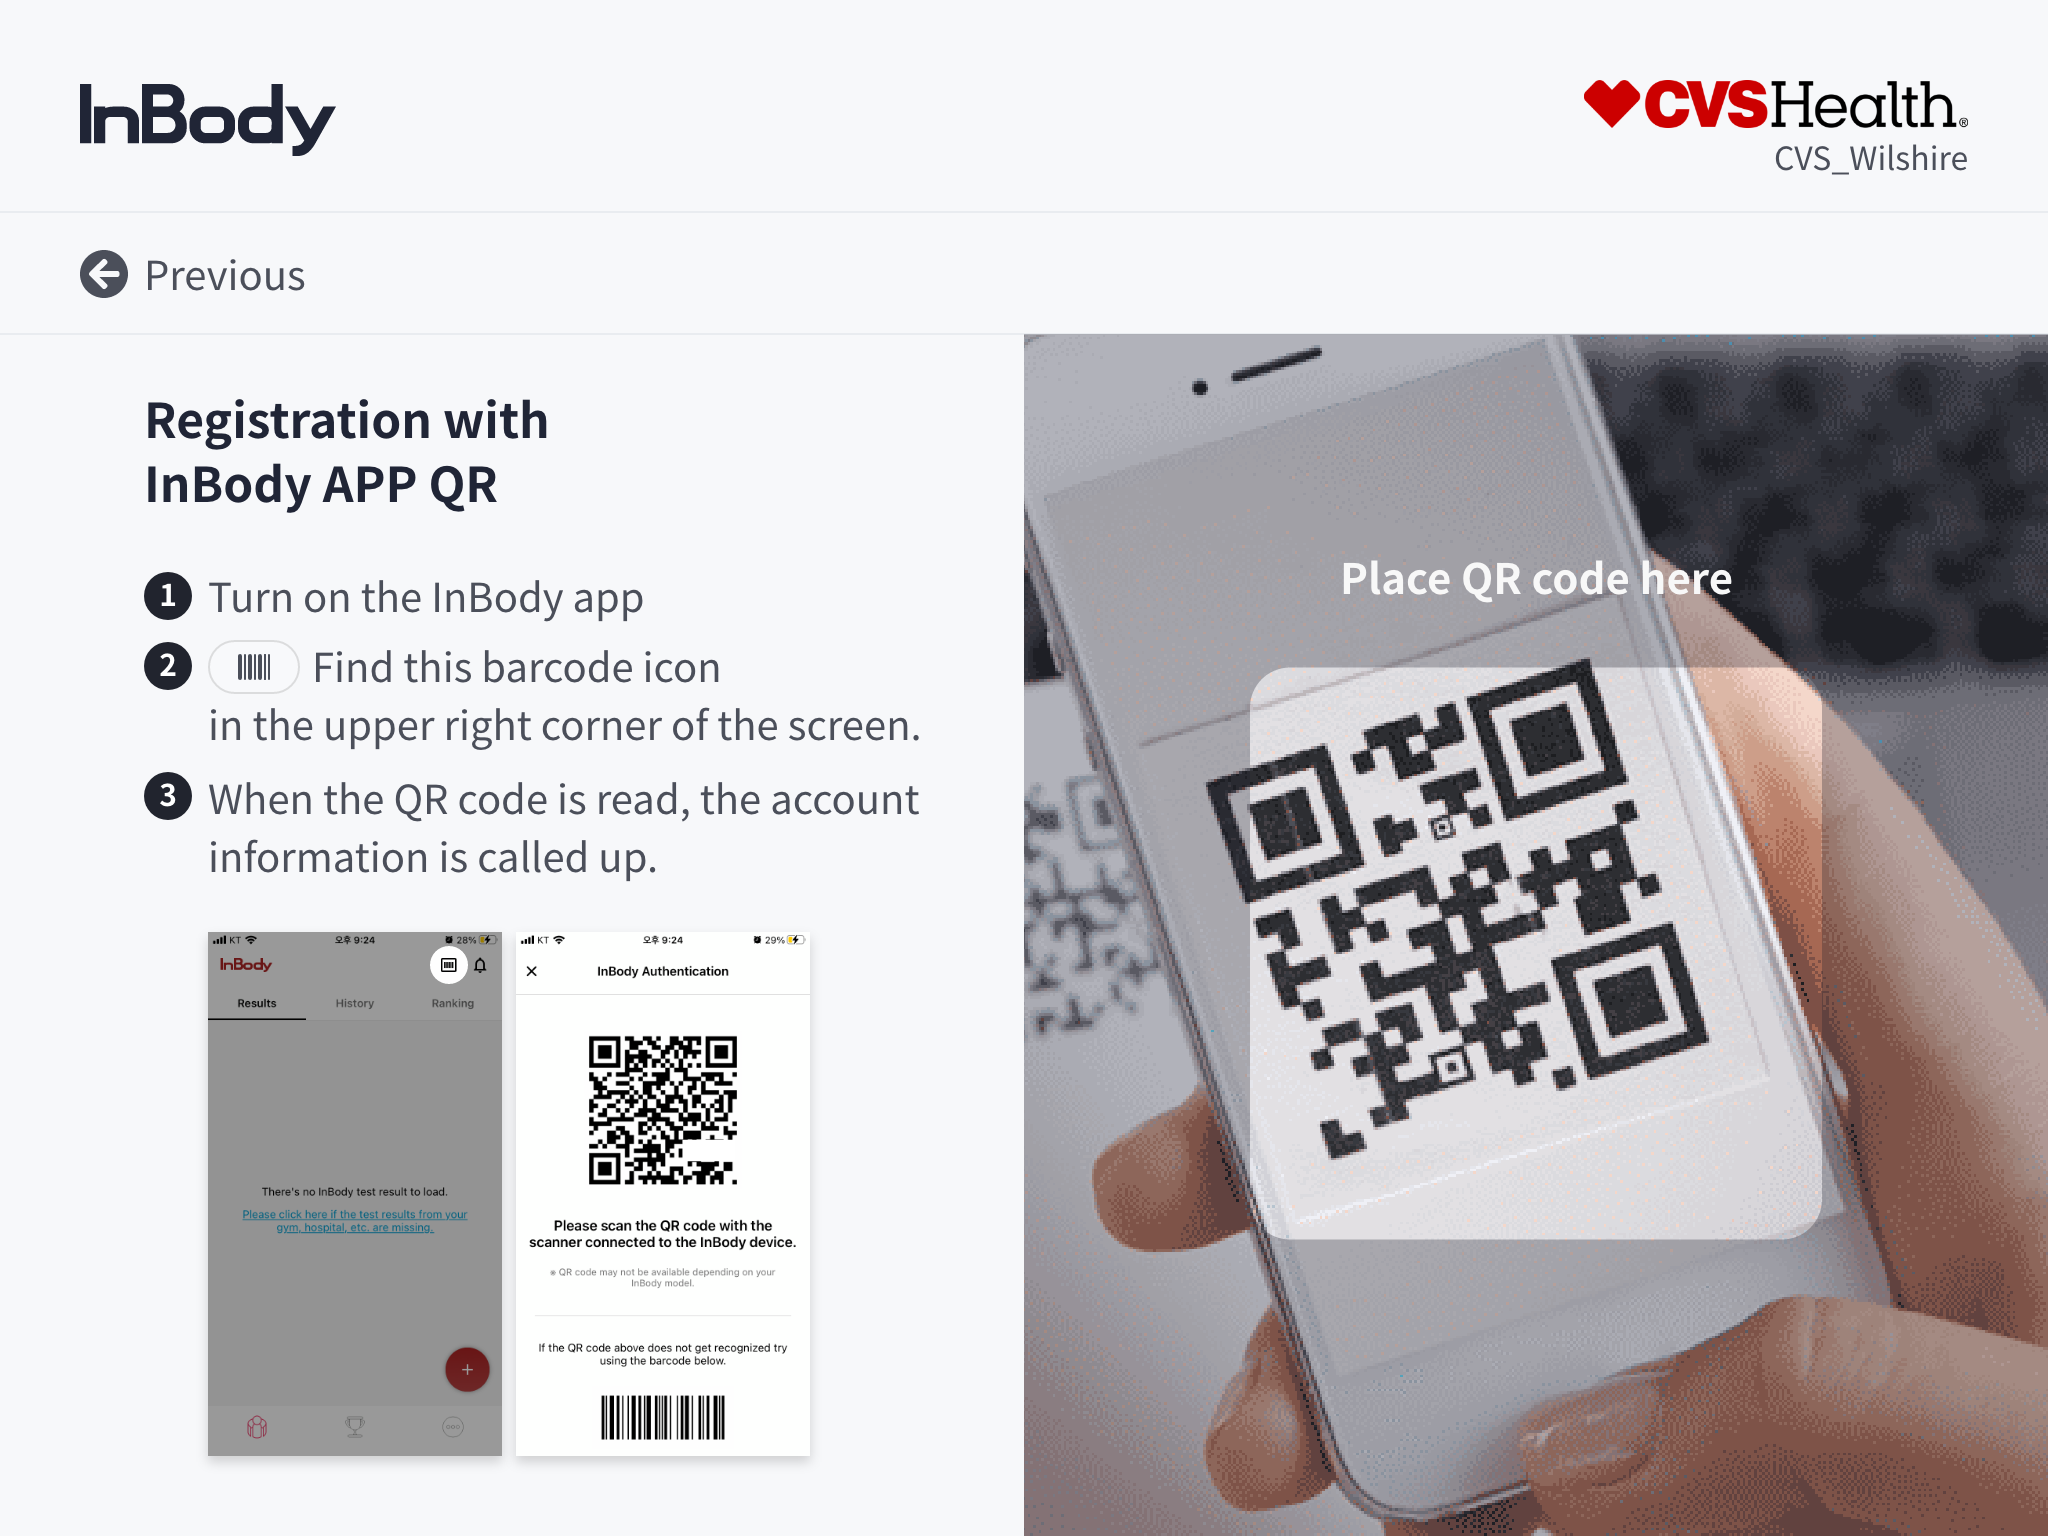 InBody
CVSHealth®
CVS_Wilshire
Previous
Registration with
InBody APP QR
1 Turn on the InBody app
2 Find this barcode icon
in the upper right corner of the screen.
3 When the QR code is read, the account
information is called up.
KT 오후 9:24 28%
InBody
Results History Ranking
There's no InBody test result to load.
Please click here if the test results from your
gym, hospital, etc. are missing.
+
KT 오후 9:24 29%
InBody Authentication
Please scan the QR code with the
scanner connected to the InBody device.
※ QR code may not be available depending on your
InBody model.
If the QR code above does not get recognized try
using the barcode below.
Place QR code here